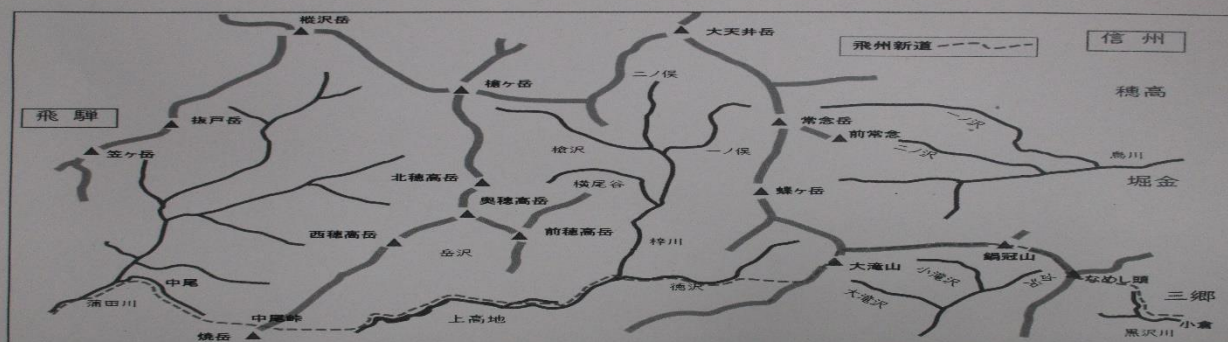 樅沢岳
大天井岳
飛州新道
信州
二ノ俣
槍ヶ岳
穂高
飛騨
抜戸岳
常念岳
前常念
一ノ沢
笠ヶ岳
槍沢
一ノ俣
二ノ沢
烏川
北穂高岳
横尾谷
堀金
奥穂高岳
蝶ヶ岳
西穂高岳
前穂高岳
岳沢
梓川
鍋冠山
大滝山
小滝沢
なめし頭
中尾
徳沢
大滝沢
三郷
蒲田川
中尾峠
上高地
小倉
焼岳
黒沢川